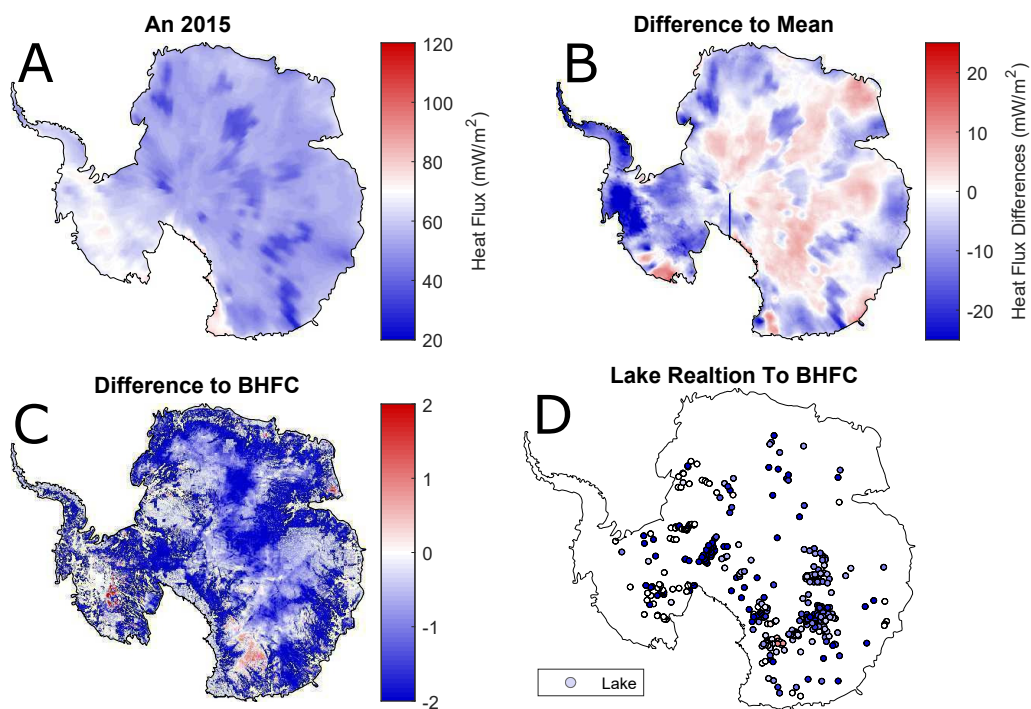 An 2015
A
120
100
80
60
40
20
Heat Flux (mW/m²)
Difference to Mean
B
20
10
0
-10
-20
Heat Flux Differences (mW/m²)
Difference to BHFC
C
2
1
0
-1
-2
Lake Realtion To BHFC
D
Lake